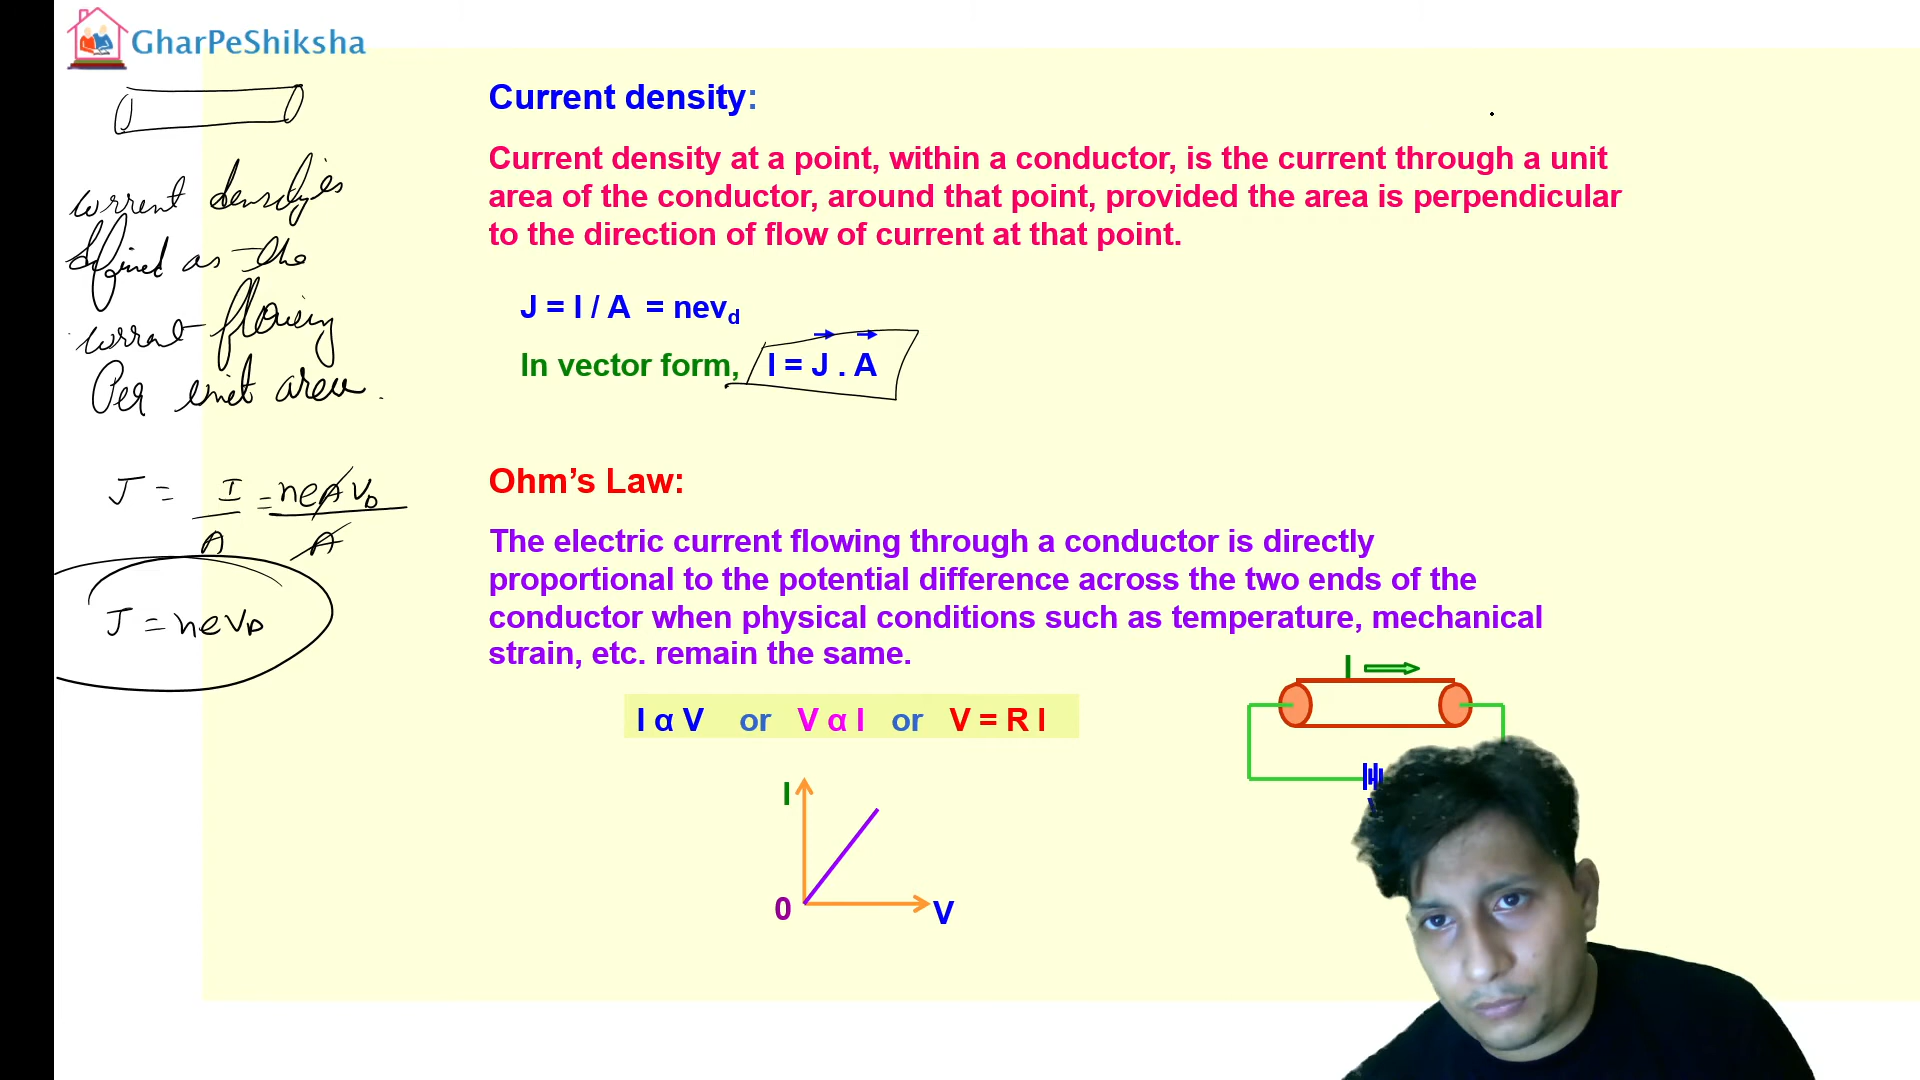 GharPeShiksha
current density is
defined as the
current flowing
Per unit area.
J = I / A = neAvD / A
J = nevD
Current density:
Current density at a point, within a conductor, is the current through a unit
area of the conductor, around that point, provided the area is perpendicular
to the direction of flow of current at that point.
J = I / A = nevd
In vector form, I = J . A
Ohm’s Law:
The electric current flowing through a conductor is directly
proportional to the potential difference across the two ends of the
conductor when physical conditions such as temperature, mechanical
strain, etc. remain the same.
I α V or V α I or V = R I
I
0
V
I